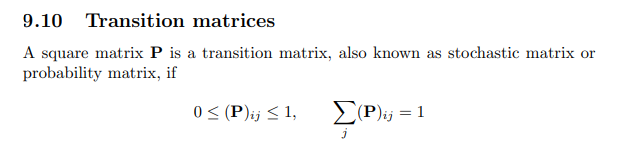 9.10 Transition matrices
A square matrix P is a transition matrix, also known as stochastic matrix or
probability matrix, if
0 ≤ (P)ij ≤ 1, ∑j(P)ij = 1